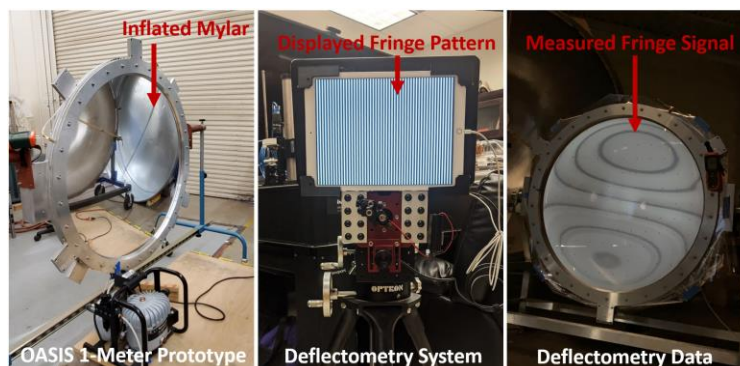 Inflated Mylar
OASIS 1-Meter Prototype
Displayed Fringe Pattern
OPTEON
Deflectometry System
Measured Fringe Signal
Deflectometry Data